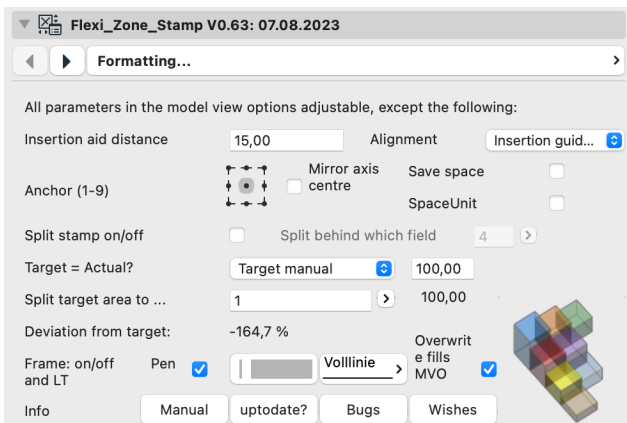 Flexi_Zone_Stamp V0.63: 07.08.2023
Formatting...
All parameters in the model view options adjustable, except the following:
Insertion aid distance 15,00 Alignment Insertion guid...
Anchor (1-9) Mirror axis centre Save space
SpaceUnit
Split stamp on/off Split behind which field 4
Target = Actual? Target manual 100,00
Split target area to ... 1 100,00
Deviation from target: -164,7 %
Frame: on/off and LT Pen Volllinie Overwrit e fills MVO
Info Manual uptodate? Bugs Wishes